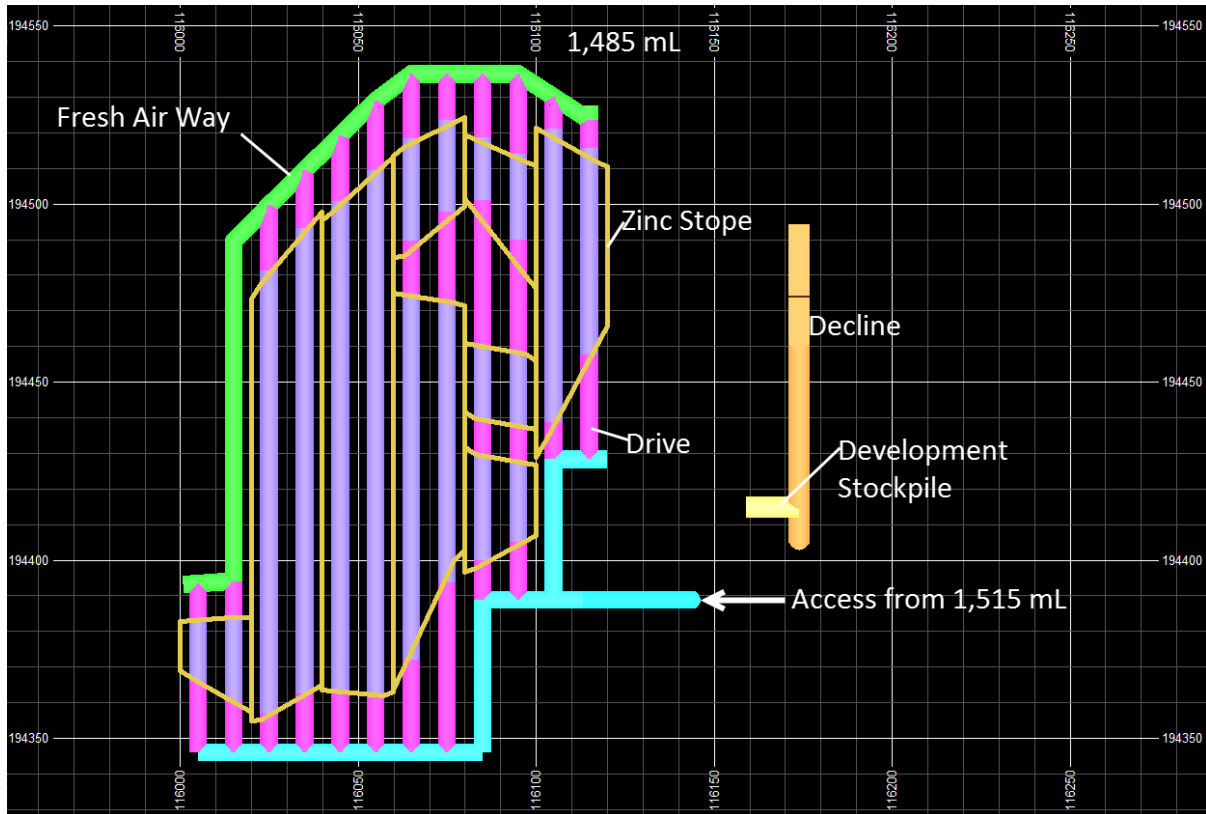 116000
116050
116100
116150
116200
116250
194550
194550
1,485 mL
Fresh Air Way
194500
194500
Zinc Stope
Decline
194450
194450
Drive
Development
Stockpile
194400
194400
Access from 1,515 mL
194350
194350
116000
116050
116100
116150
116200
116250